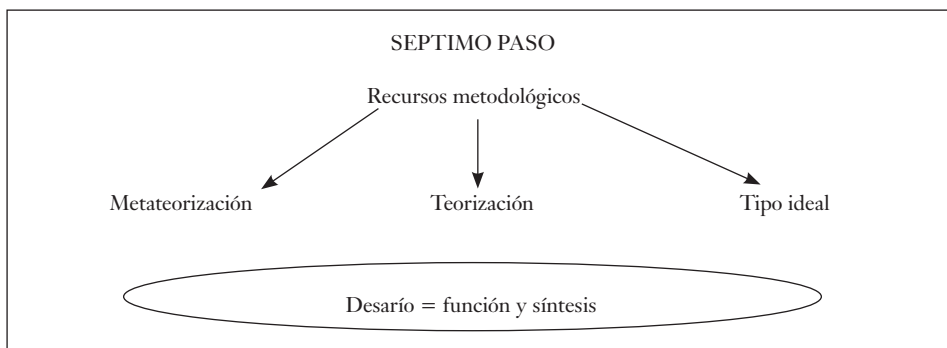 SEPTIMO PASO
Recursos metodológicos
Metateorización Teorización Tipo ideal
Desarío = función y síntesis